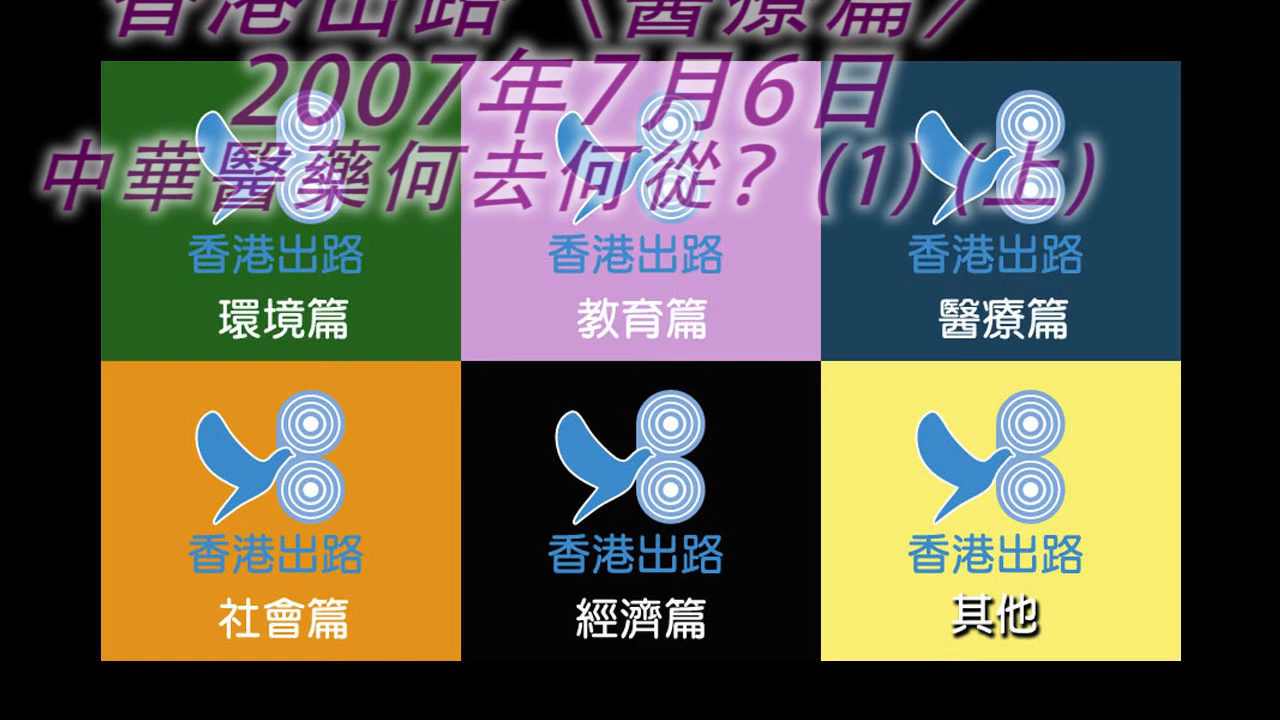 香港出路〈醫療篇〉
2007年7月6日
中華醫藥何去何從？(1)(上)
香港出路
環境篇
香港出路
教育篇
香港出路
醫療篇
香港出路
社會篇
香港出路
經濟篇
香港出路
其他